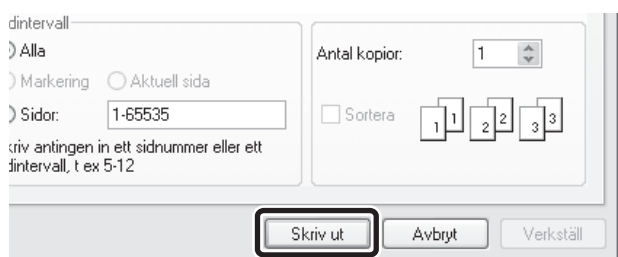 dintervall
Alla
Markering Aktuell sida
Sidor: 1-65535
kriv antingen in ett sidnummer eller ett
dintervall, t ex 5-12
Antal kopior: 1
Sortera
1 1 2 2 3 3
Skriv ut Avbryt Verkställ